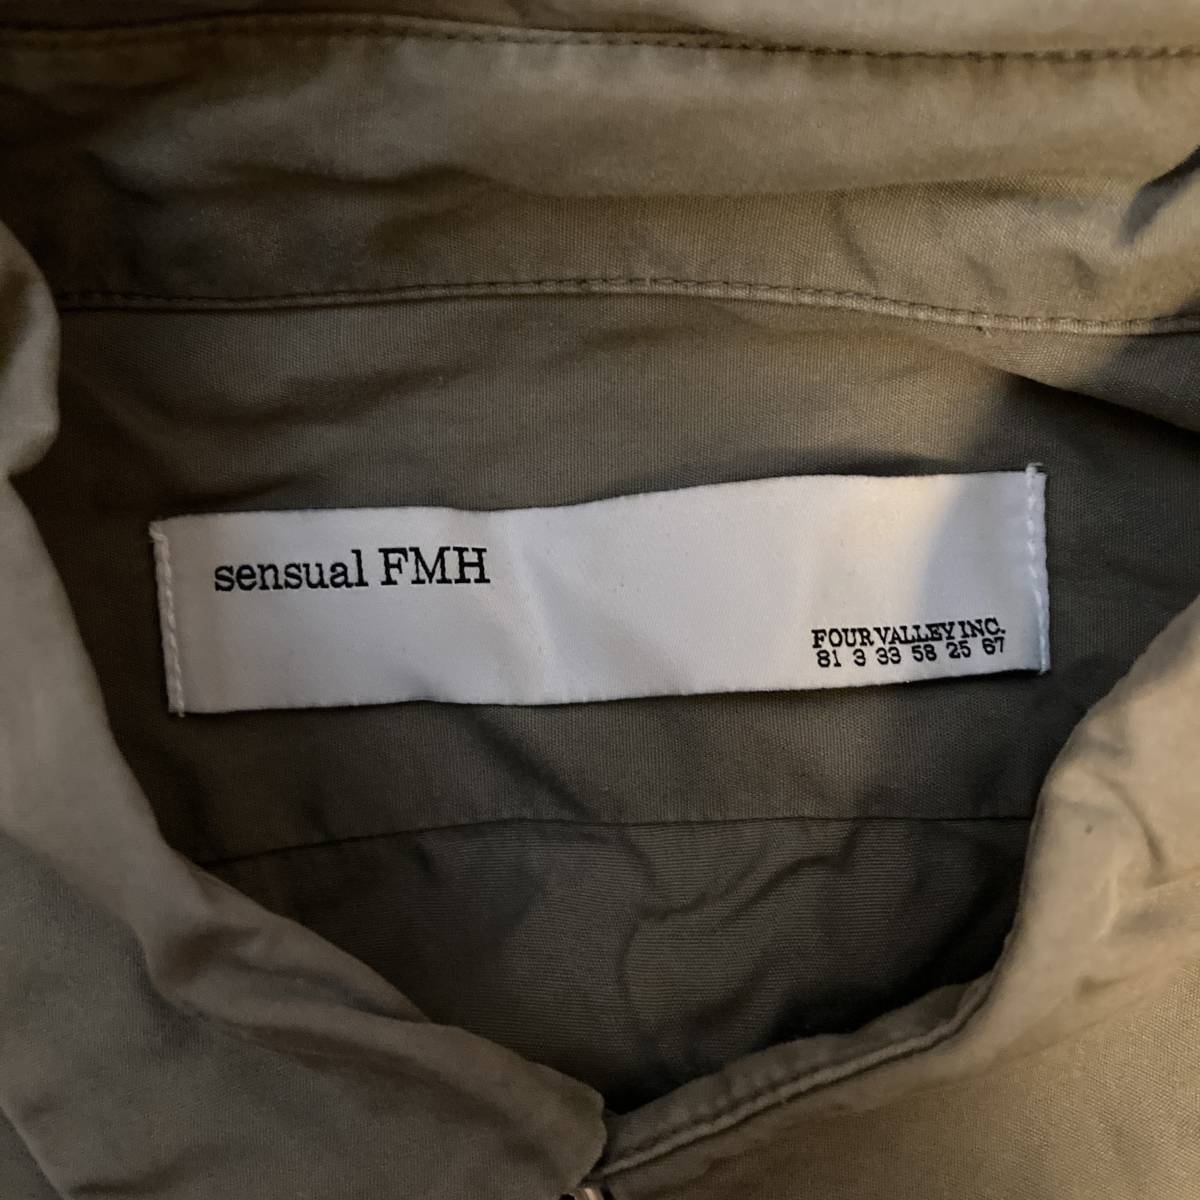 sensual FMH
FOUR VALLEY INC.
81 3 33 58 25 67